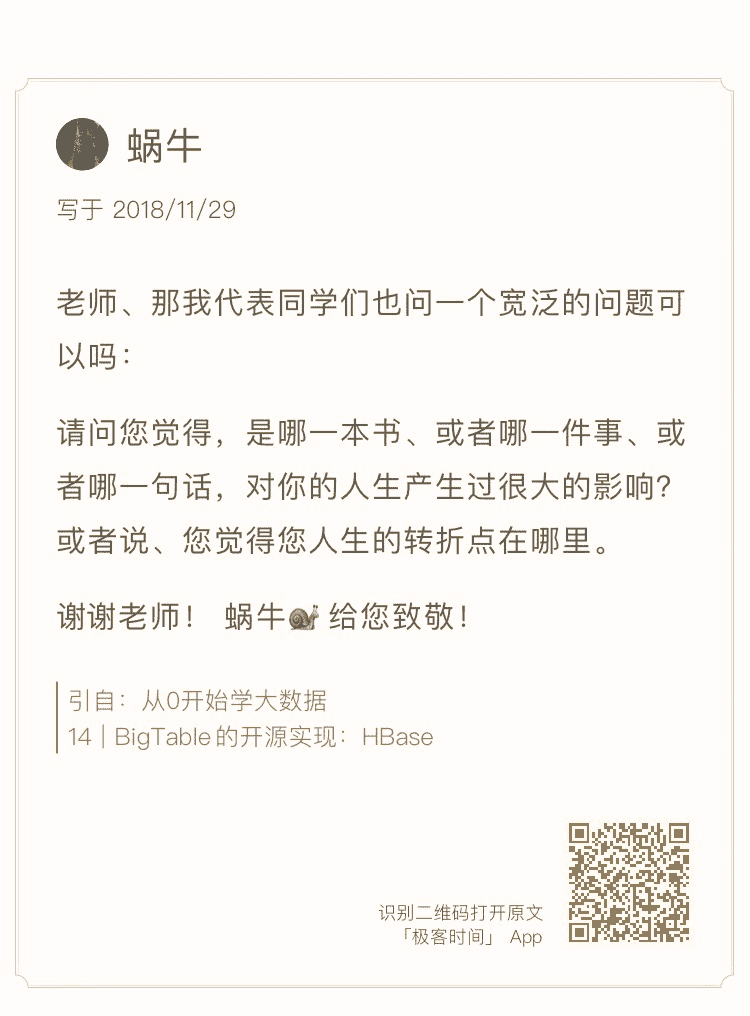 蜗牛
写于 2018/11/29
老师、那我代表同学们也问一个宽泛的问题可
以吗：
请问您觉得，是哪一本书、或者哪一件事、或
者哪一句话，对你的人生产生过很大的影响？
或者说、您觉得您人生的转折点在哪里。
谢谢老师！ 蜗牛🐌 给您致敬！
引自：从0开始学大数据
14｜BigTable的开源实现：HBase
识别二维码打开原文
「极客时间」 App